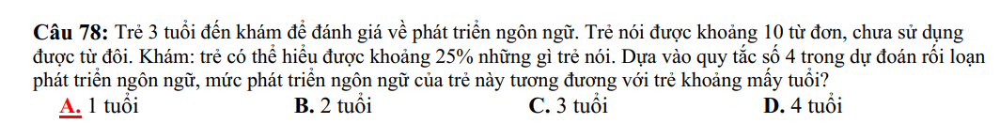 Câu 78: Trẻ 3 tuổi đến khám để đánh giá về phát triển ngôn ngữ. Trẻ nói được khoảng 10 từ đơn, chưa sử dụng
được từ đôi. Khám: trẻ có thể hiểu được khoảng 25% những gì trẻ nói. Dựa vào quy tắc số 4 trong dự đoán rối loạn
phát triển ngôn ngữ, mức phát triển ngôn ngữ của trẻ này tương đương với trẻ khoảng mấy tuổi?
A. 1 tuổi B. 2 tuổi C. 3 tuổi D. 4 tuổi